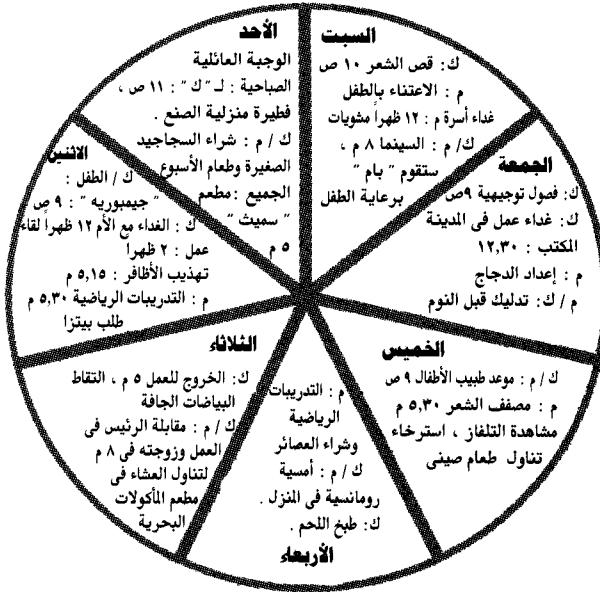 السبت
ك: قص الشعر ١٠ ص
م : الاعتناء بالطفل
غداء أسرة م : ١٢ ظهراً مشويات
ك/ م : السينما ٨ م ،
ستقوم " بام "
برعاية الطفل
الأحد
الوجبة العائلية
الصباحية : لـ " ك " : ١١ ص ،
فطيرة منزلية الصنع .
ك / م : شراء السجاجيد
الصغيرة وطعام الأسبوع
الجميع : مطعم
" سميث "
٥ م
الاثنين
ك / الطفل :
" جيمبوريه " : ٩ ص
ك : الغداء مع الأم ١٢ ظهراً لقاء
عمل : ٢ ظهراً
تهذيب الأظافر : ٥,١٥ م
م : التدريبات الرياضية ٥,٣٠ م
طلب بيتزا
الثلاثاء
ك: الخروج للعمل ٥ م ، التقاط
البياضات الجافة
ك / م : مقابلة الرئيس فى
العمل وزوجته فى ٨ م
لتناول العشاء فى
مطعم المأكولات
البحرية
م : التدريبات
الرياضية
وشراء العصائر
ك / م : أمسية
رومانسية فى المنزل .
ك: طبخ اللحم .
الأربعاء
الخميس
ك / م : موعد طبيب الأطفال ٩ ص
م : مصفف الشعر ٥,٣٠ م
مشاهدة التلفاز ، استرخاء
تناول طعام صينى
الجمعة
ك: فصول توجيهية ٩ص
ك: غداء عمل فى المدينة
المكتب : ١٢,٣٠
م : إعداد الدجاج
م / ك: تدليك قبل النوم